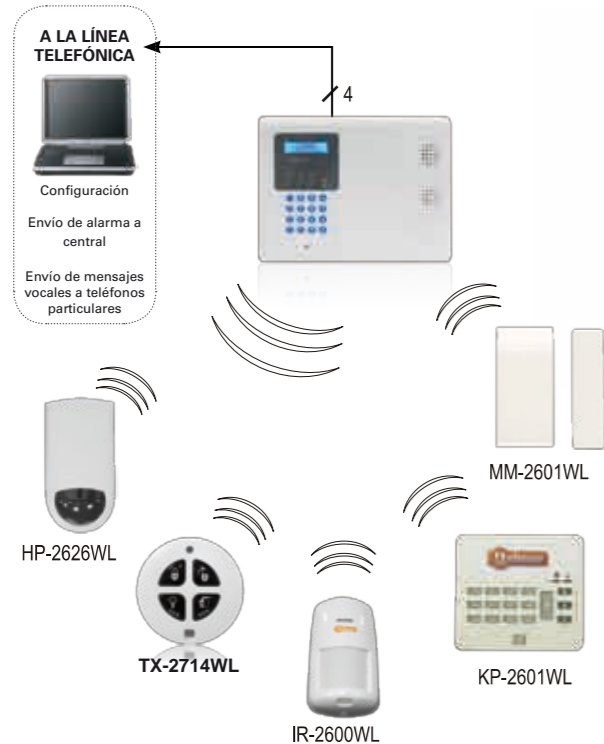 A LA LÍNEA
TELEFÓNICA
4
Configuración
Envío de alarma a
central
Envío de mensajes
vocales a teléfonos
particulares
MM-2601WL
HP-2626WL
TX-2714WL
KP-2601WL
IR-2600WL